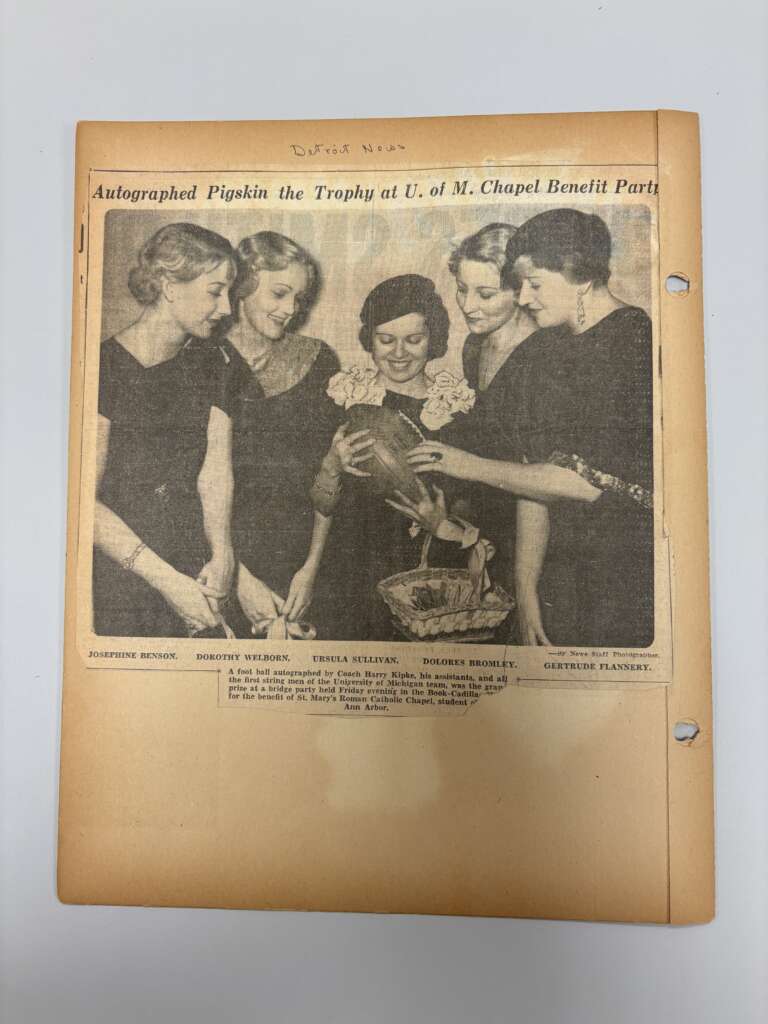 Detroit News
Autographed Pigskin the Trophy at U. of M. Chapel Benefit Party
—By News Staff Photographer.
JOSEPHINE BENSON. DOROTHY WELBORN. URSULA SULLIVAN. DOLORES BROMLEY. GERTRUDE FLANNERY.
A foot ball autographed by Coach Harry Kipke, his assistants, and all
the first string men of the University of Michigan team, was the gran
prize at a bridge party held Friday evening in the Book-Cadillac
for the benefit of St. Mary's Roman Catholic Chapel, student
Ann Arbor.